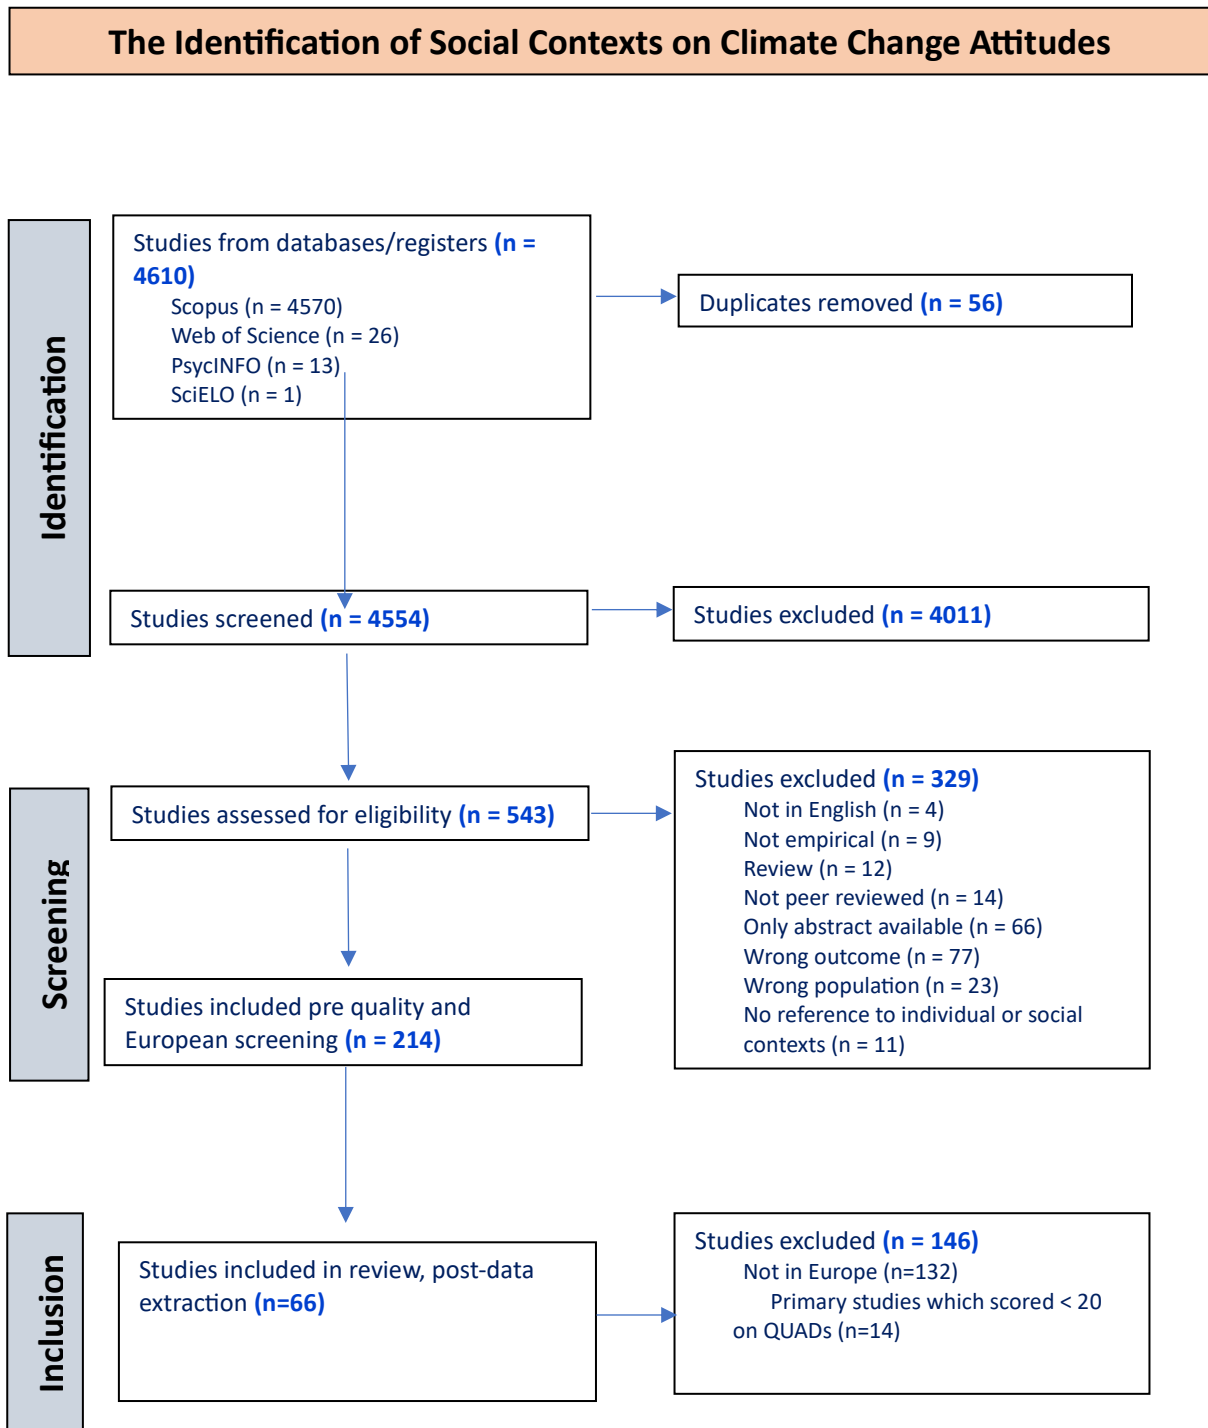 The Identification of Social Contexts on Climate Change Attitudes
Identification
Studies from databases/registers (n =
4610)
Scopus (n = 4570)
Web of Science (n = 26)
PsycINFO (n = 13)
SciELO (n = 1)
Duplicates removed (n = 56)
Studies screened (n = 4554)
Studies excluded (n = 4011)
Screening
Studies assessed for eligibility (n = 543)
Studies excluded (n = 329)
Not in English (n = 4)
Not empirical (n = 9)
Review (n = 12)
Not peer reviewed (n = 14)
Only abstract available (n = 66)
Wrong outcome (n = 77)
Wrong population (n = 23)
No reference to individual or social
contexts (n = 11)
Studies included pre quality and
European screening (n = 214)
Inclusion
Studies included in review, post-data
extraction (n=66)
Studies excluded (n = 146)
Not in Europe (n=132)
Primary studies which scored < 20
on QUADs (n=14)